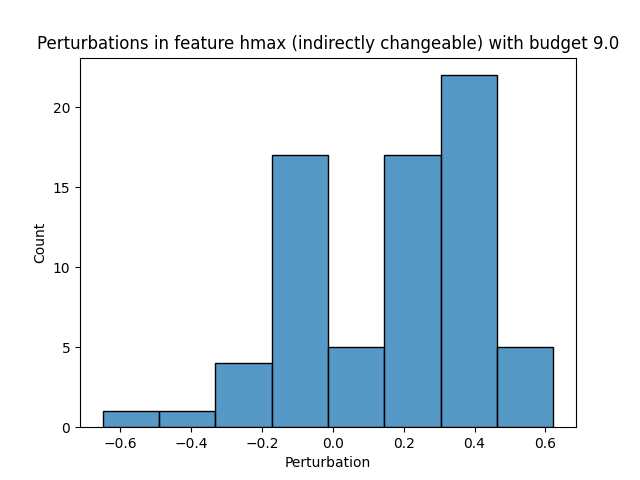 Perturbations in feature hmax (indirectly changeable) with budget 9.0
Count
20
15
10
5
0
−0.6 −0.4 −0.2 0.0 0.2 0.4 0.6
Perturbation